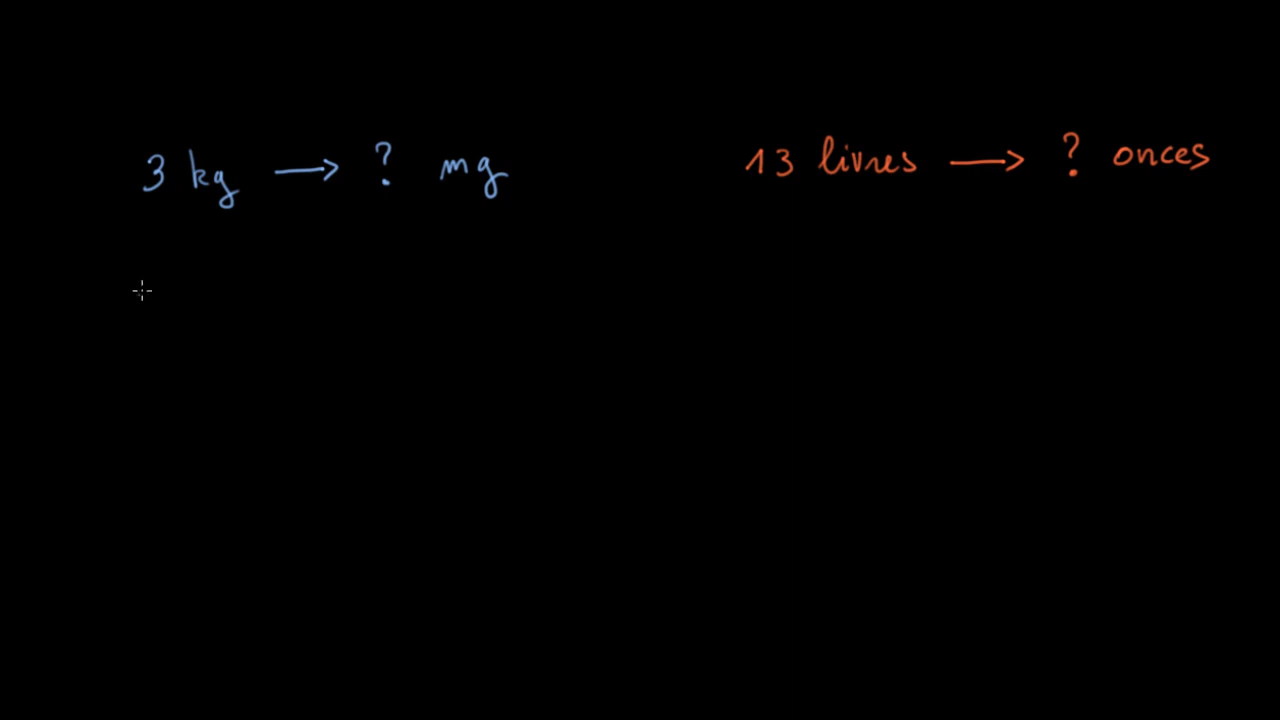 3 kg → ? mg
13 livres → ? onces